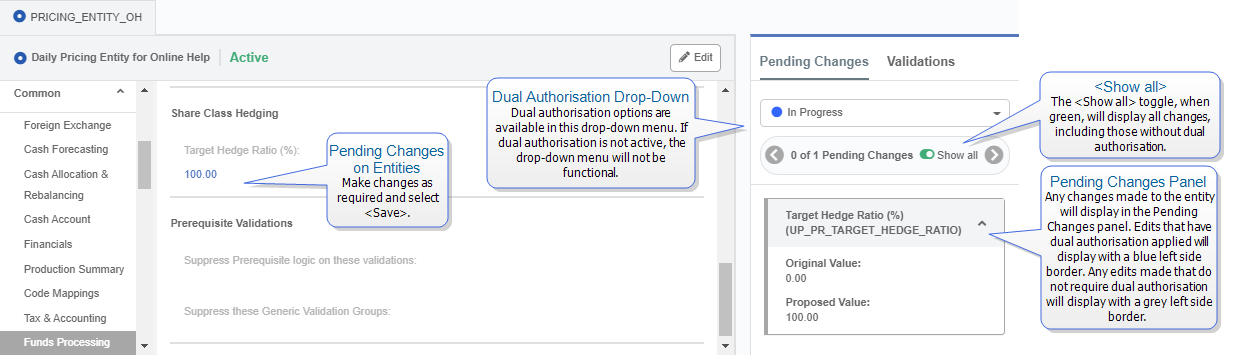 PRICING_ENTITY_OH
Daily Pricing Entity for Online Help
Active
Edit
Common
Foreign Exchange
Cash Forecasting
Cash Allocation &
Rebalancing
Cash Account
Financials
Production Summary
Code Mappings
Tax & Accounting
Funds Processing
Share Class Hedging
Target Hedge Ratio (%):
100.00
Pending Changes
on Entities
Make changes as
required and select
<Save>.
Prerequisite Validations
Suppress Prerequisite logic on these validations:
Suppress these Generic Validation Groups:
Dual Authorisation Drop-Down
Dual authorisation options are
available in this drop-down menu. If
dual authorisation is not active, the
drop-down menu will not be
functional.
Pending Changes
Validations
In Progress
0 of 1 Pending Changes
Show all
Target Hedge Ratio (%)
(UP_PR_TARGET_HEDGE_RATIO)
Original Value:
0.00
Proposed Value:
100.00
<Show all>
The <Show all> toggle, when
green, will display all changes,
including those without dual
authorisation.
Pending Changes Panel
Any changes made to the entity
will display in the Pending
Changes panel. Edits that have
dual authorisation applied will
display with a blue left side
border. Any edits made that do
not require dual authorisation
will display with a grey left side
border.